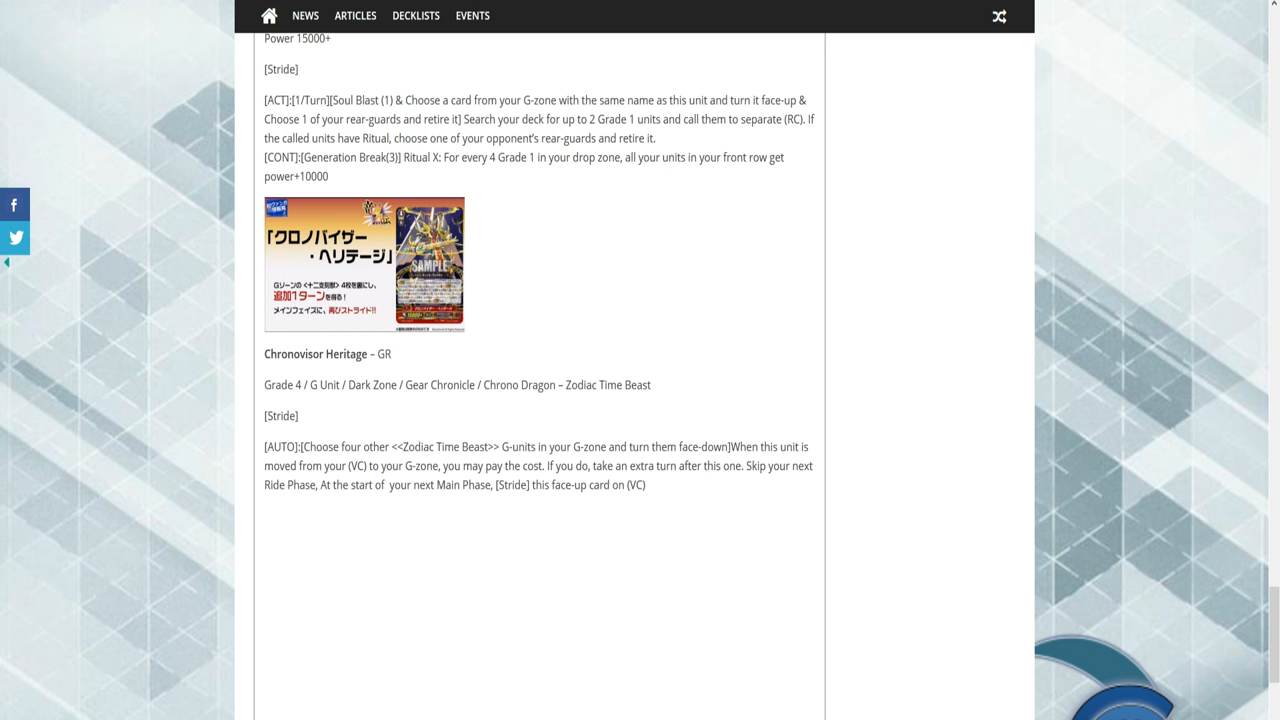 NEWS ARTICLES DECKLISTS EVENTS
Power 15000+
[Stride]
[ACT]:[1/Turn][Soul Blast (1) & Choose a card from your G-zone with the same name as this unit and turn it face-up &
Choose 1 of your rear-guards and retire it] Search your deck for up to 2 Grade 1 units and call them to separate (RC). If
the called units have Ritual, choose one of your opponent's rear-guards and retire it.
[CONT]:[Generation Break(3)] Ritual X: For every 4 Grade 1 in your drop zone, all your units in your front row get
power+10000
「クロノバイザー
・ヘリテージ」
SAMPLE
Gゾーンの《十二支刻獣》4枚を裏にし、
追加1ターンを得る!
メインフェイズに、再びストライド!!
Chronovisor Heritage – GR
Grade 4 / G Unit / Dark Zone / Gear Chronicle / Chrono Dragon – Zodiac Time Beast
[Stride]
[AUTO]:[Choose four other <<Zodiac Time Beast>> G-units in your G-zone and turn them face-down]When this unit is
moved from your (VC) to your G-zone, you may pay the cost. If you do, take an extra turn after this one. Skip your next
Ride Phase, At the start of  your next Main Phase, [Stride] this face-up card on (VC)